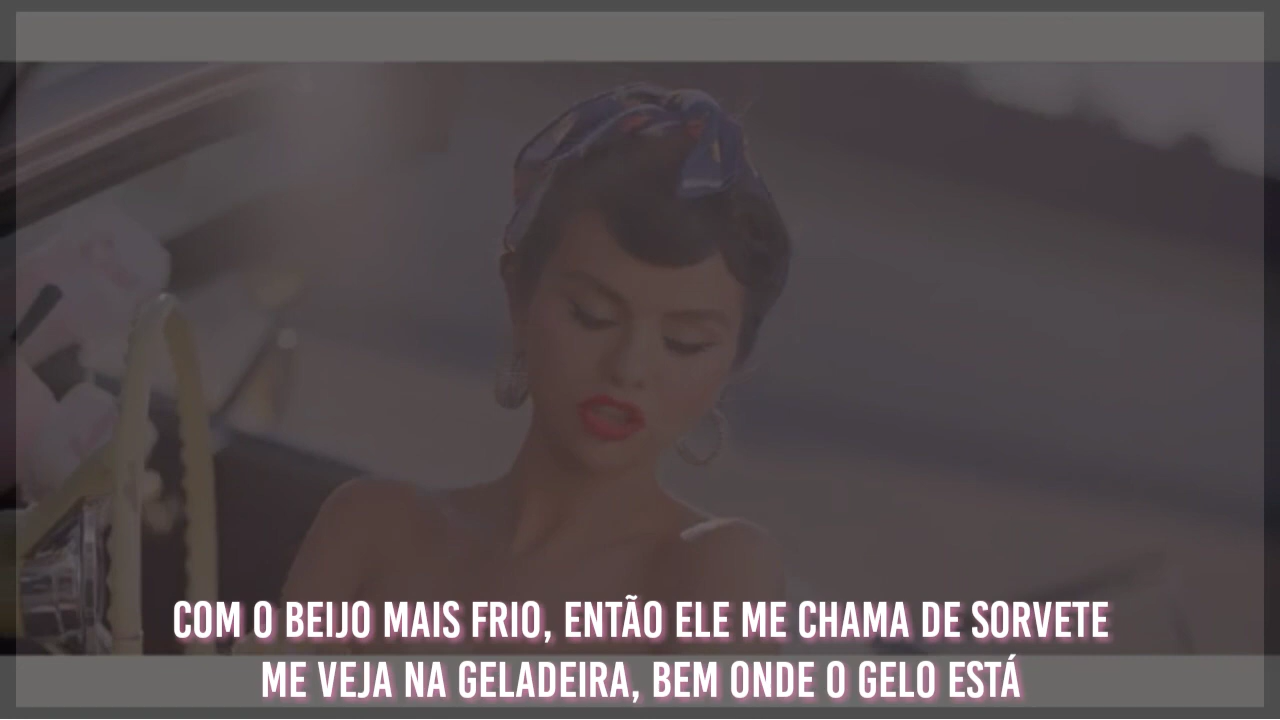 COM O BEIJO MAIS FRIO, ENTÃO ELE ME CHAMA DE SORVETE
ME VEJA NA GELADEIRA, BEM ONDE O GELO ESTÁ